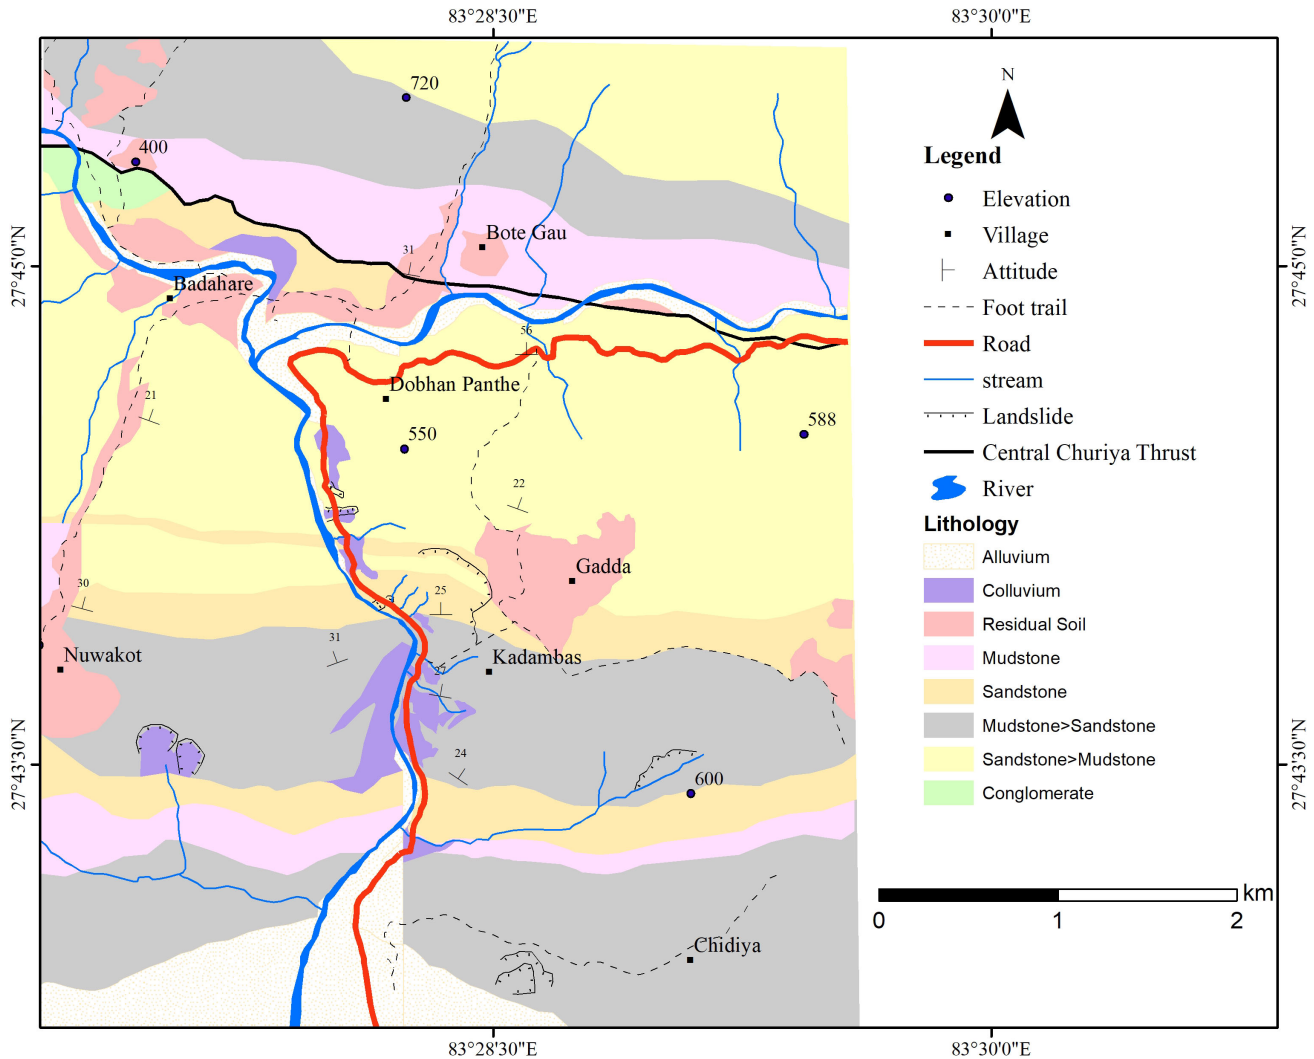 83°28'30"E
83°30'0"E
720
N
400
Legend
Elevation
Village
Bote Gau
31
27°45'0"N
27°45'0"N
Attitude
Badahare
Foot trail
56
Road
Dobhan Panthe
stream
21
588
Landslide
550
Central Churiya Thrust
22
River
Lithology
Alluvium
Gadda
30
25
Colluvium
Residual Soil
31
Nuwakot
Kadambas
Mudstone
27
Sandstone
Mudstone>Sandstone
27°43'30"N
27°43'30"N
24
Sandstone>Mudstone
600
Conglomerate
km
0
1
2
Chidiya
83°28'30"E
83°30'0"E